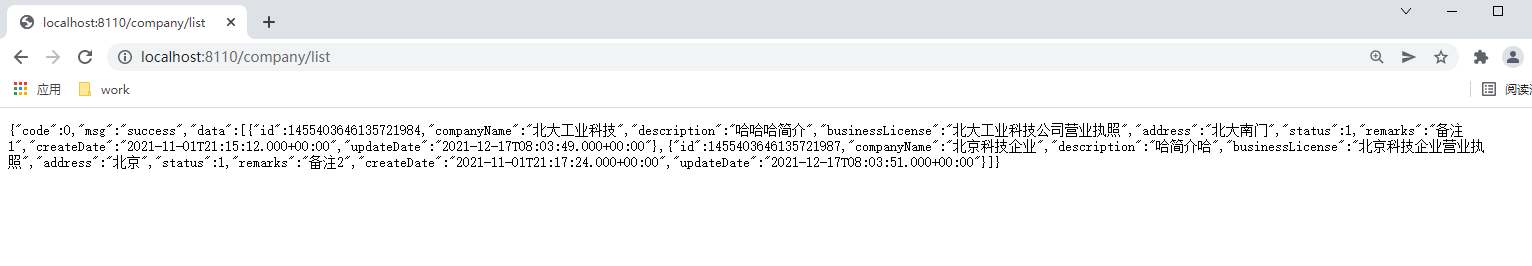 localhost:8110/company/list
localhost:8110/company/list
应用 work 阅读
{"code":0,"msg":"success","data":[{"id":1455403646135721984,"companyName":"北大工业科技","description":"哈哈哈简介","businessLicense":"北大工业科技公司营业执照","address":"北大南门","status":1,"remarks":"备注
1","createDate":"2021-11-01T21:15:12.000+00:00","updateDate":"2021-12-17T08:03:49.000+00:00"},{"id":1455403646135721987,"companyName":"北京科技企业","description":"哈简介哈","businessLicense":"北京科技企业营业执
照","address":"北京","status":1,"remarks":"备注2","createDate":"2021-11-01T21:17:24.000+00:00","updateDate":"2021-12-17T08:03:51.000+00:00"}]}